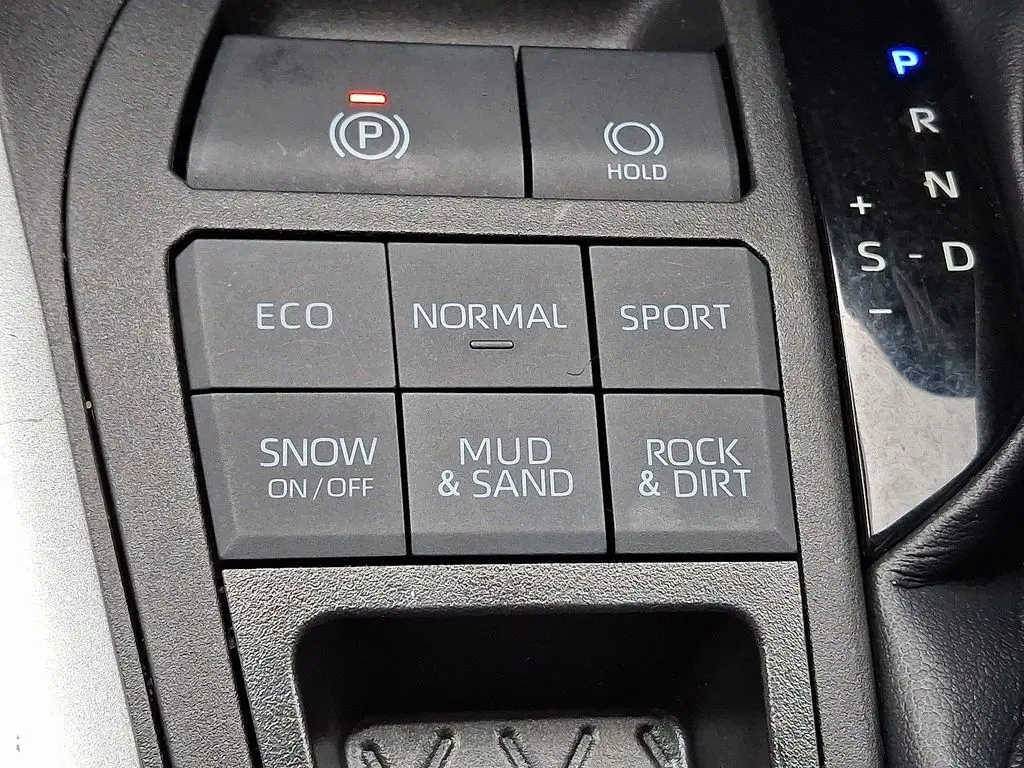 P
P
R
HOLD
N
+
S - D
−
ECO
NORMAL
SPORT
SNOW
ON / OFF
MUD
& SAND
ROCK
& DIRT